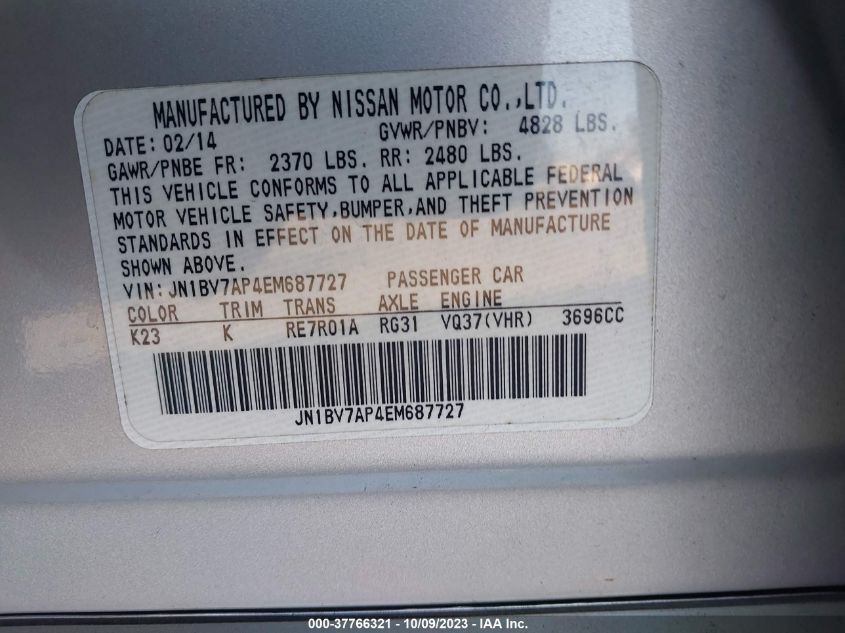 MANUFACTURED BY NISSAN MOTOR CO.,LTD.
DATE: 02/14 GVWR/PNBV: 4828 LBS.
GAWR/PNBE FR: 2370 LBS. RR: 2480 LBS.
THIS VEHICLE CONFORMS TO ALL APPLICABLE FEDERAL
MOTOR VEHICLE SAFETY,BUMPER,AND THEFT PREVENTION
STANDARDS IN EFFECT ON THE DATE OF MANUFACTURE
SHOWN ABOVE.
VIN: JN1BV7AP4EM687727 PASSENGER CAR
COLOR TRIM TRANS AXLE ENGINE
K23 K RE7R01A RG31 VQ37(VHR) 3696CC
JN1BV7AP4EM687727
000-37766321 - 10/09/2023 - IAA Inc.